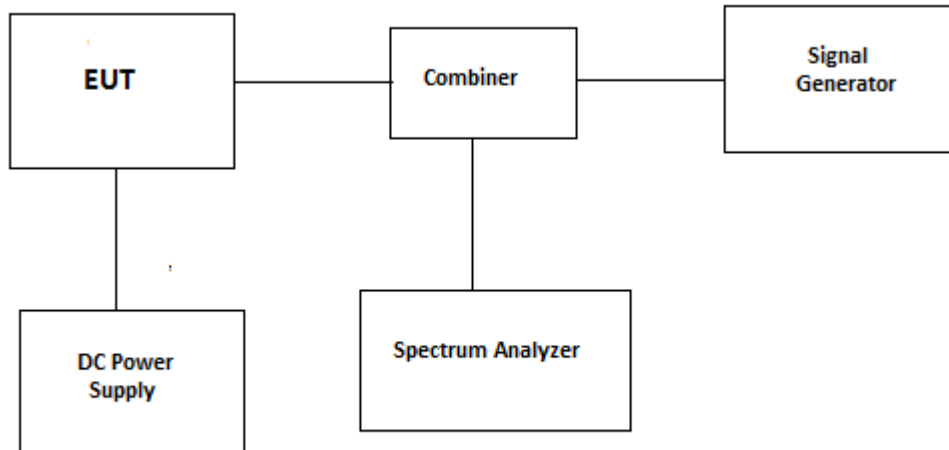 EUT
Combiner
Signal
Generator
DC Power
Supply
Spectrum Analyzer